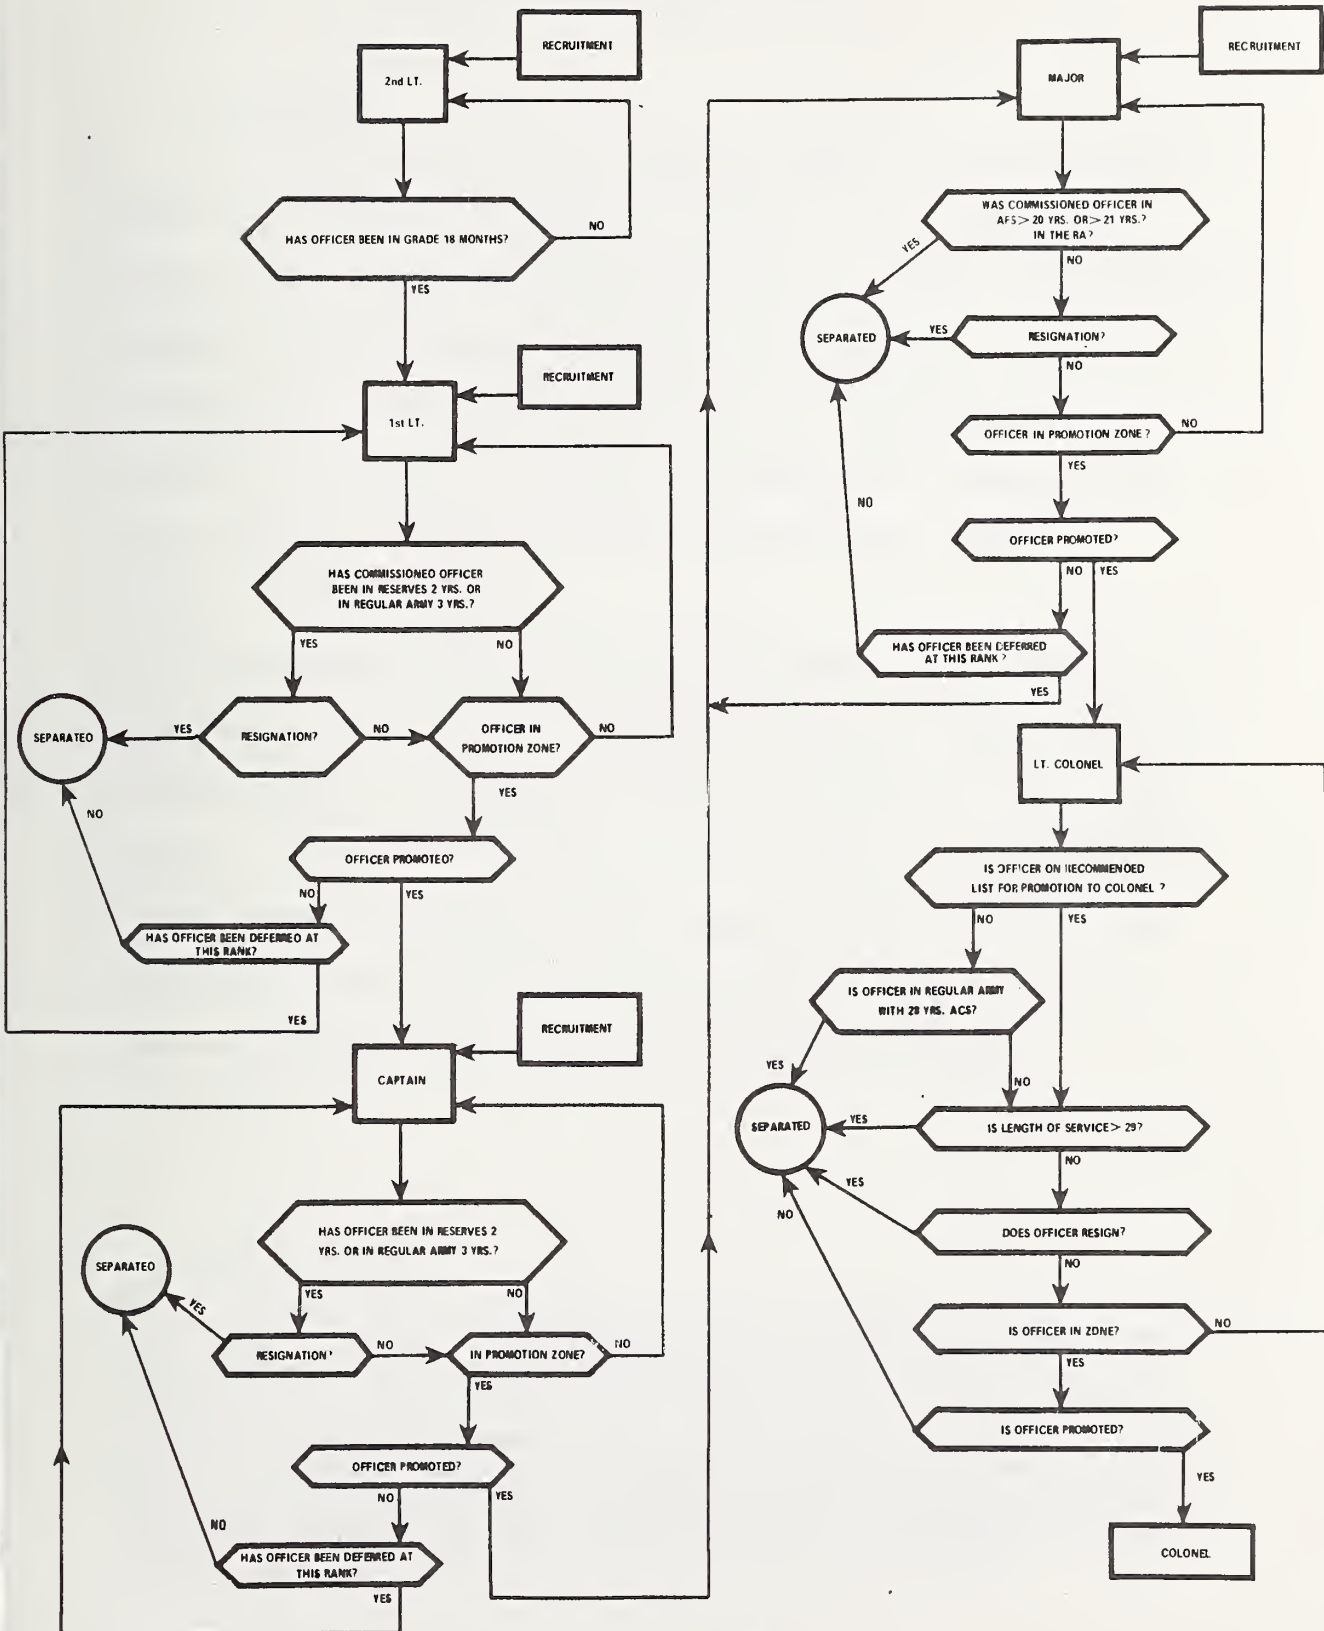 RECRUITMENT
2nd LT.
NO
HAS OFFICER BEEN IN GRADE 18 MONTHS?
YES
RECRUITMENT
1st LT.
HAS COMMISSIONED OFFICER
BEEN IN RESERVES 2 YRS. OR
IN REGULAR ARMY 3 YRS.?
YES
NO
SEPARATED
YES
RESIGNATION?
NO
OFFICER IN
PROMOTION ZONE?
NO
YES
NO
OFFICER PROMOTED?
NO
YES
HAS OFFICER BEEN DEFERRED AT
THIS RANK?
YES
RECRUITMENT
CAPTAIN
HAS OFFICER BEEN IN RESERVES 2
YRS. OR IN REGULAR ARMY 3 YRS.?
YES
NO
SEPARATED
YES
RESIGNATION?
NO
IN PROMOTION ZONE?
NO
YES
OFFICER PROMOTED?
NO
YES
NO
HAS OFFICER BEEN DEFERRED AT
THIS RANK?
YES
RECRUITMENT
MAJOR
WAS COMMISSIONED OFFICER IN
AFS > 20 YRS. OR > 21 YRS.?
IN THE RA?
YES
NO
SEPARATED
YES
RESIGNATION?
NO
OFFICER IN PROMOTION ZONE?
NO
YES
NO
OFFICER PROMOTED?
NO
YES
HAS OFFICER BEEN DEFERRED
AT THIS RANK?
YES
LT. COLONEL
IS OFFICER ON RECOMMENDED
LIST FOR PROMOTION TO COLONEL ?
NO
YES
IS OFFICER IN REGULAR ARMY
WITH 28 YRS. ACS?
YES
NO
SEPARATED
YES
IS LENGTH OF SERVICE > 29?
NO
YES
NO
DOES OFFICER RESIGN?
NO
IS OFFICER IN ZONE?
NO
YES
IS OFFICER PROMOTED?
YES
COLONEL